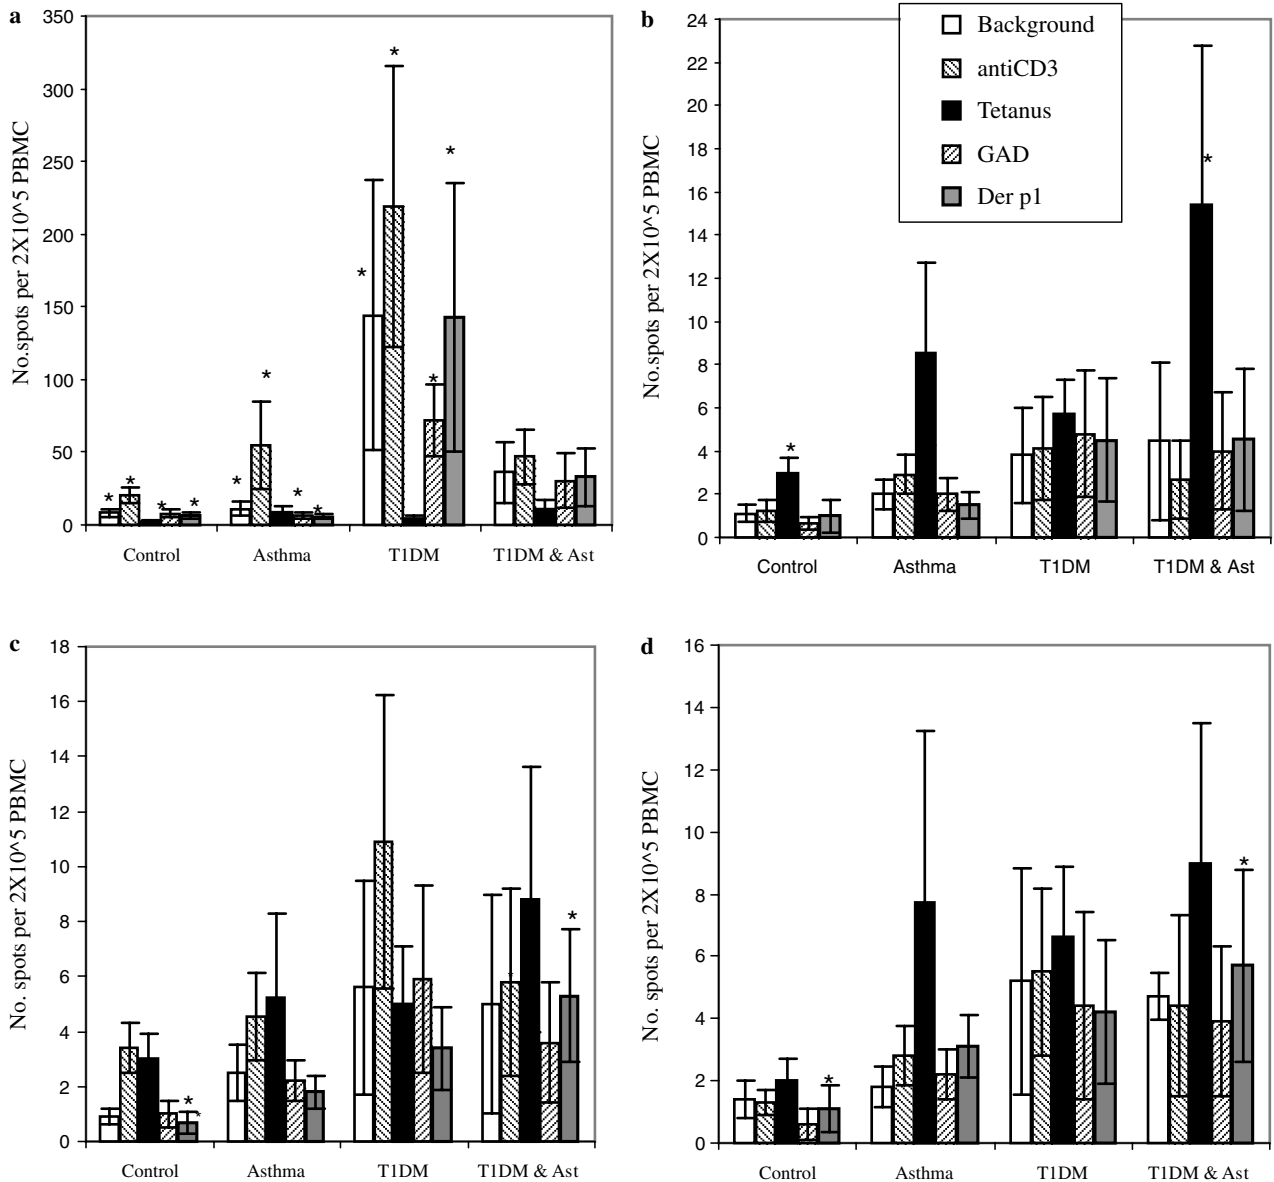 a
350
300
250
200
150
100
50
0
No.spots per 2X10^5 PBMC
*
*
*
*
*
*
*
*
*
*
*
*
*
*
Control
Asthma
T1DM
T1DM & Ast
b
24
22
20
18
16
14
12
10
8
6
4
2
0
No.spots per 2X10^5 PBMC
Background
antiCD3
Tetanus
GAD
Der p1
*
*
Control
Asthma
T1DM
T1DM & Ast
c
18
16
14
12
10
8
6
4
2
0
No. spots per 2X10^5 PBMC
*
*
Control
Asthma
T1DM
T1DM & Ast
d
16
14
12
10
8
6
4
2
0
No. spots per 2X10^5 PBMC
*
*
Control
Asthma
T1DM
T1DM & Ast